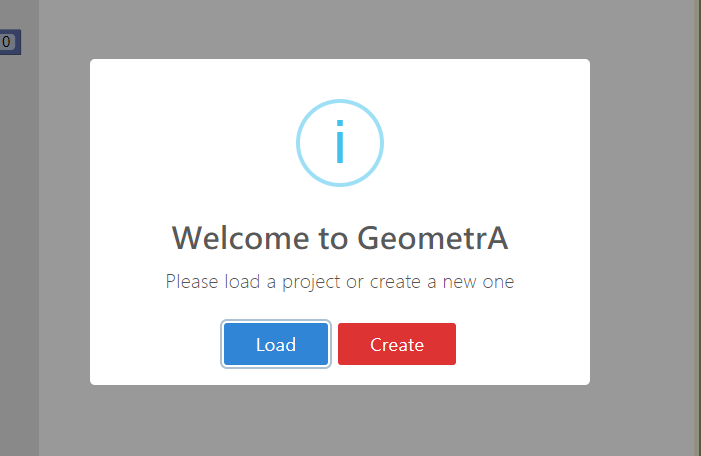 0
i
Welcome to GeometrA
Please load a project or create a new one
Load
Create